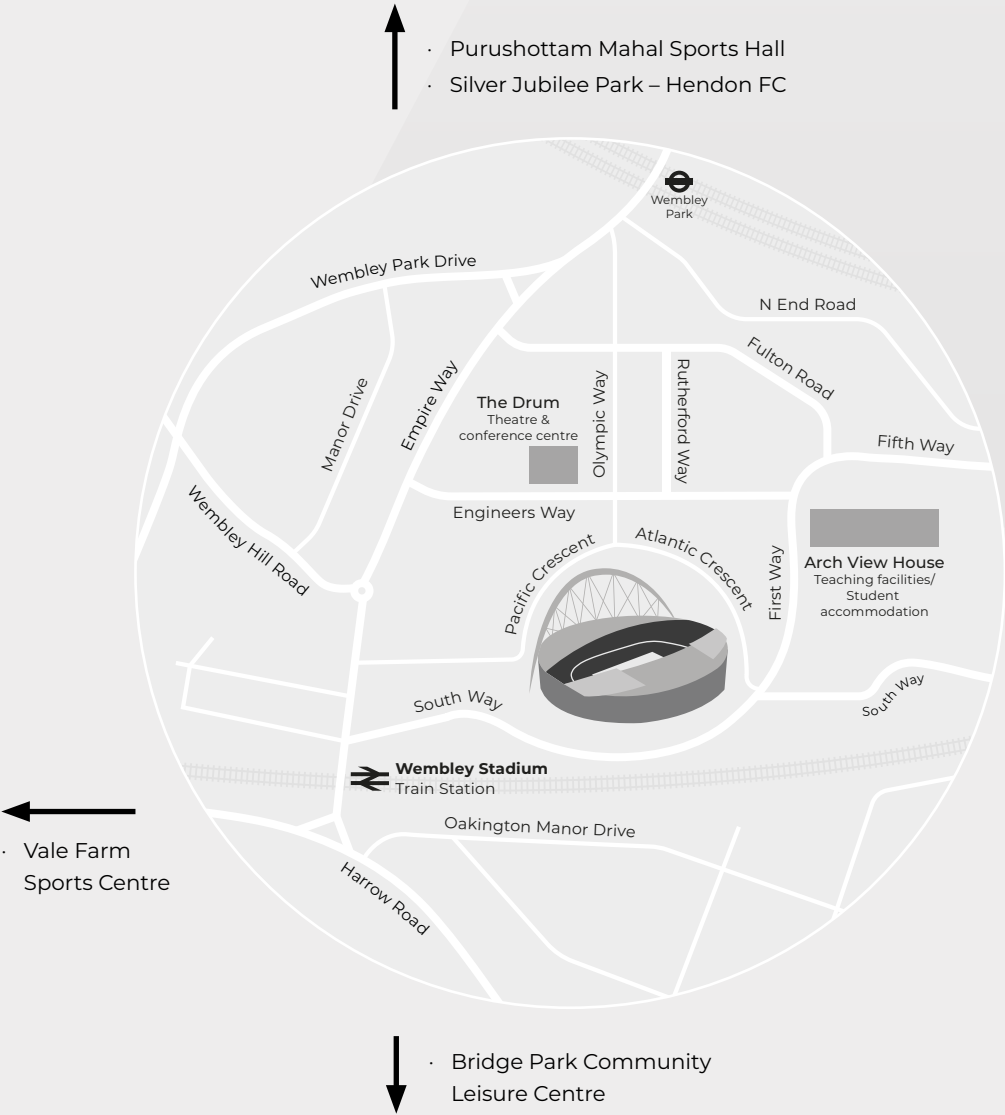 · Purushottam Mahal Sports Hall
· Silver Jubilee Park – Hendon FC
Wembley
Park
Wembley Park Drive
N End Road
Fulton Road
Manor Drive
Empire Way
The Drum
Theatre &
conference centre
Olympic Way
Rutherford Way
Fifth Way
Wembley Hill Road
Engineers Way
Pacific Crescent
Atlantic Crescent
First Way
Arch View House
Teaching facilities/
Student
accommodation
South Way
South Way
Wembley Stadium
Train Station
Oakington Manor Drive
Harrow Road
· Vale Farm
Sports Centre
· Bridge Park Community
Leisure Centre